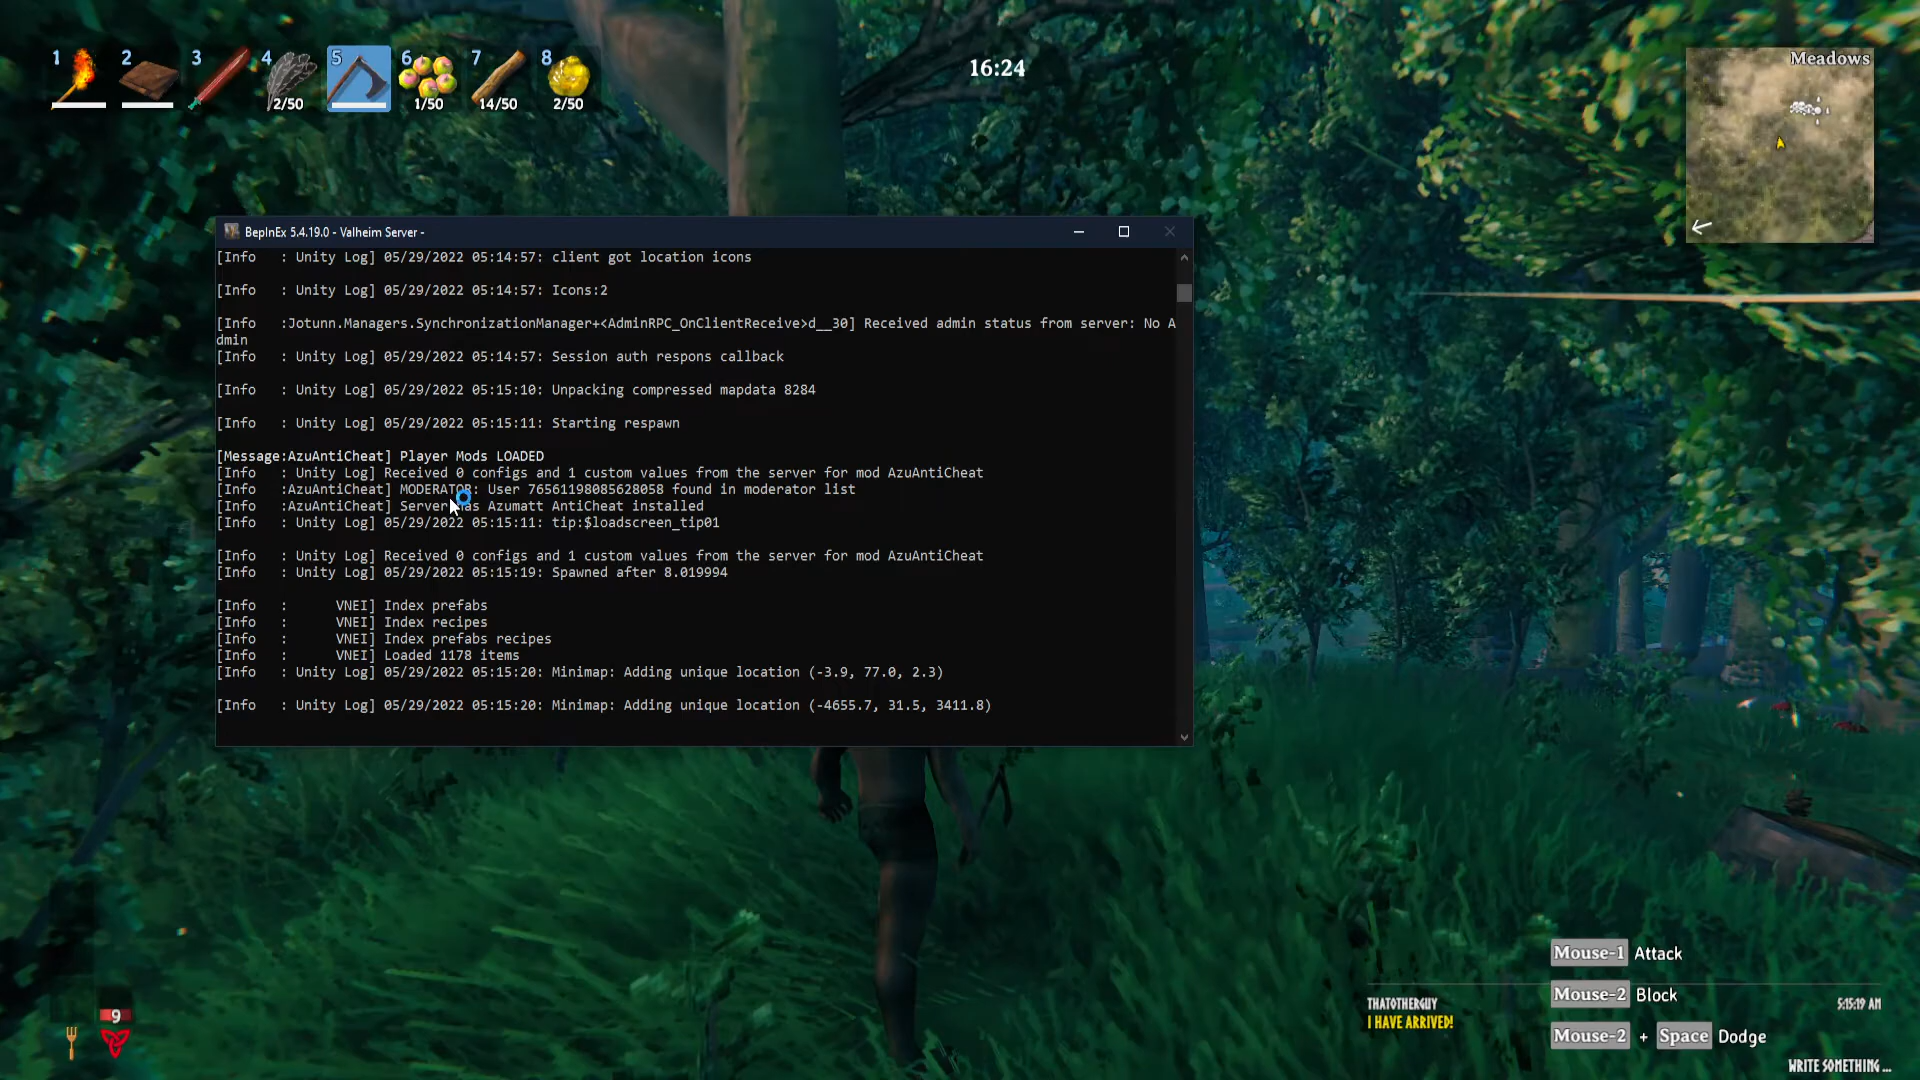 1 2 3 4 5 6 7 8
2/50 1/50 14/50 2/50
16:24
Meadows
BepInEx 5.4.19.0 - Valheim Server -
[Info   : Unity Log] 05/29/2022 05:14:57: client got location icons
[Info   : Unity Log] 05/29/2022 05:14:57: Icons:2
[Info   :Jotunn.Managers.SynchronizationManager+<AdminRPC_OnClientReceive>d__30] Received admin status from server: No A
dmin
[Info   : Unity Log] 05/29/2022 05:14:57: Session auth respons callback
[Info   : Unity Log] 05/29/2022 05:15:10: Unpacking compressed mapdata 8284
[Info   : Unity Log] 05/29/2022 05:15:11: Starting respawn
[Message:AzuAntiCheat] Player Mods LOADED
[Info   : Unity Log] Received 0 configs and 1 custom values from the server for mod AzuAntiCheat
[Info   :AzuAntiCheat] MODERATOR: User 76561198085628058 found in moderator list
[Info   :AzuAntiCheat] Server has Azumatt AntiCheat installed
[Info   : Unity Log] 05/29/2022 05:15:11: tip:$loadscreen_tip01
[Info   : Unity Log] Received 0 configs and 1 custom values from the server for mod AzuAntiCheat
[Info   : Unity Log] 05/29/2022 05:15:19: Spawned after 8.019994
[Info   :      VNEI] Index prefabs
[Info   :      VNEI] Index recipes
[Info   :      VNEI] Index prefabs recipes
[Info   :      VNEI] Loaded 1178 items
[Info   : Unity Log] 05/29/2022 05:15:20: Minimap: Adding unique location (-3.9, 77.0, 2.3)
[Info   : Unity Log] 05/29/2022 05:15:20: Minimap: Adding unique location (-4655.7, 31.5, 3411.8)
Mouse-1 Attack
Mouse-2 Block
Mouse-2 + Space Dodge
THATOTHERGUY 5:15:19 AM
I HAVE ARRIVED!
WRITE SOMETHING ...
9